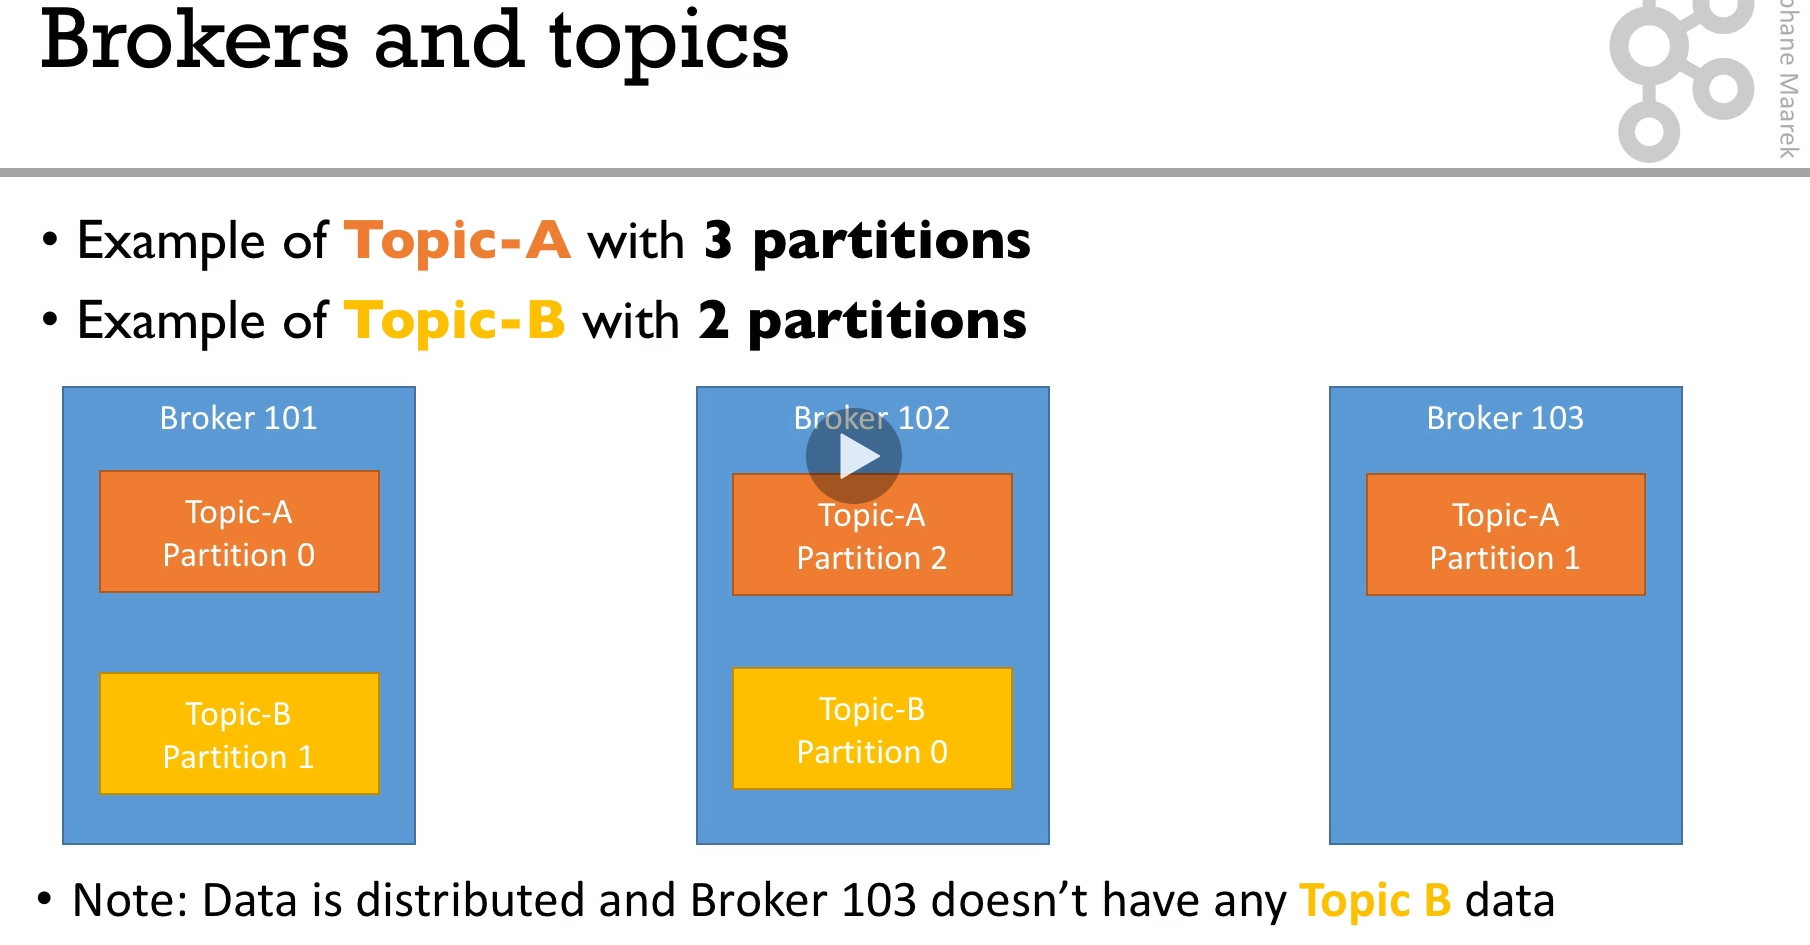 Brokers and topics
phane Maarek
• Example of Topic-A with 3 partitions
• Example of Topic-B with 2 partitions
Broker 101
Topic-A
Partition 0
Topic-B
Partition 1
Broker 102
Topic-A
Partition 2
Topic-B
Partition 0
Broker 103
Topic-A
Partition 1
• Note: Data is distributed and Broker 103 doesn’t have any Topic B data